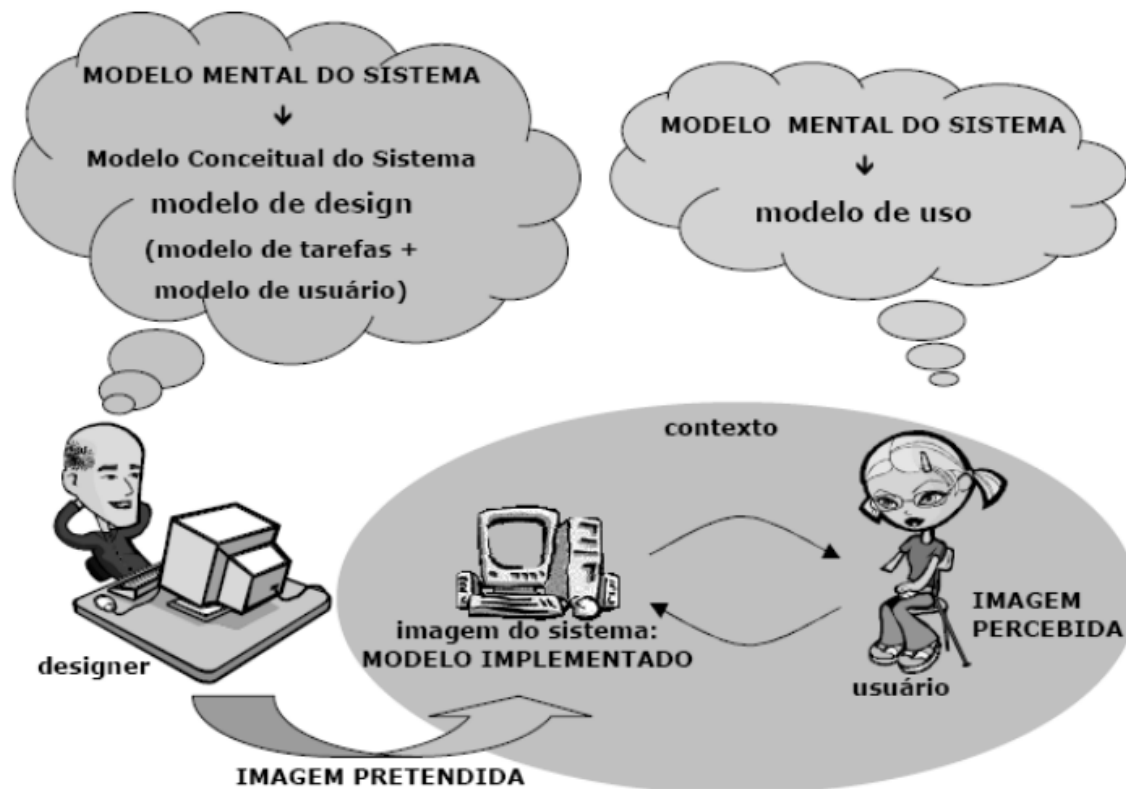 MODELO MENTAL DO SISTEMA
Modelo Conceitual do Sistema
modelo de design
(modelo de tarefas +
modelo de usuário)
MODELO MENTAL DO SISTEMA
modelo de uso
contexto
designer
imagem do sistema:
MODELO IMPLEMENTADO
IMAGEM
PERCEBIDA
usuário
IMAGEM PRETENDIDA